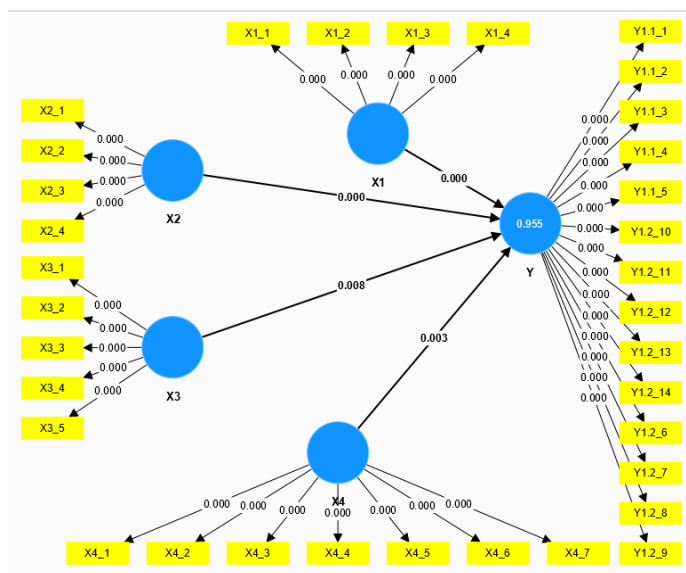 X1_1
X1_2
X1_3
X1_4
0.000
0.000
0.000
0.000
X1
0.000
X2_1
X2_2
X2_3
X2_4
0.000
0.000
0.000
0.000
X2
0.000
X3_1
X3_2
X3_3
X3_4
X3_5
0.000
0.000
0.000
0.000
0.000
X3
0.008
X4
0.003
0.000
0.000
0.000
0.000
0.000
0.000
0.000
X4_1
X4_2
X4_3
X4_4
X4_5
X4_6
X4_7
0.955
Y
0.000
0.000
0.000
0.000
0.000
0.000
0.000
0.000
0.000
0.000
0.000
0.000
0.000
0.000
Y1.1_1
Y1.1_2
Y1.1_3
Y1.1_4
Y1.1_5
Y1.2_10
Y1.2_11
Y1.2_12
Y1.2_13
Y1.2_14
Y1.2_6
Y1.2_7
Y1.2_8
Y1.2_9